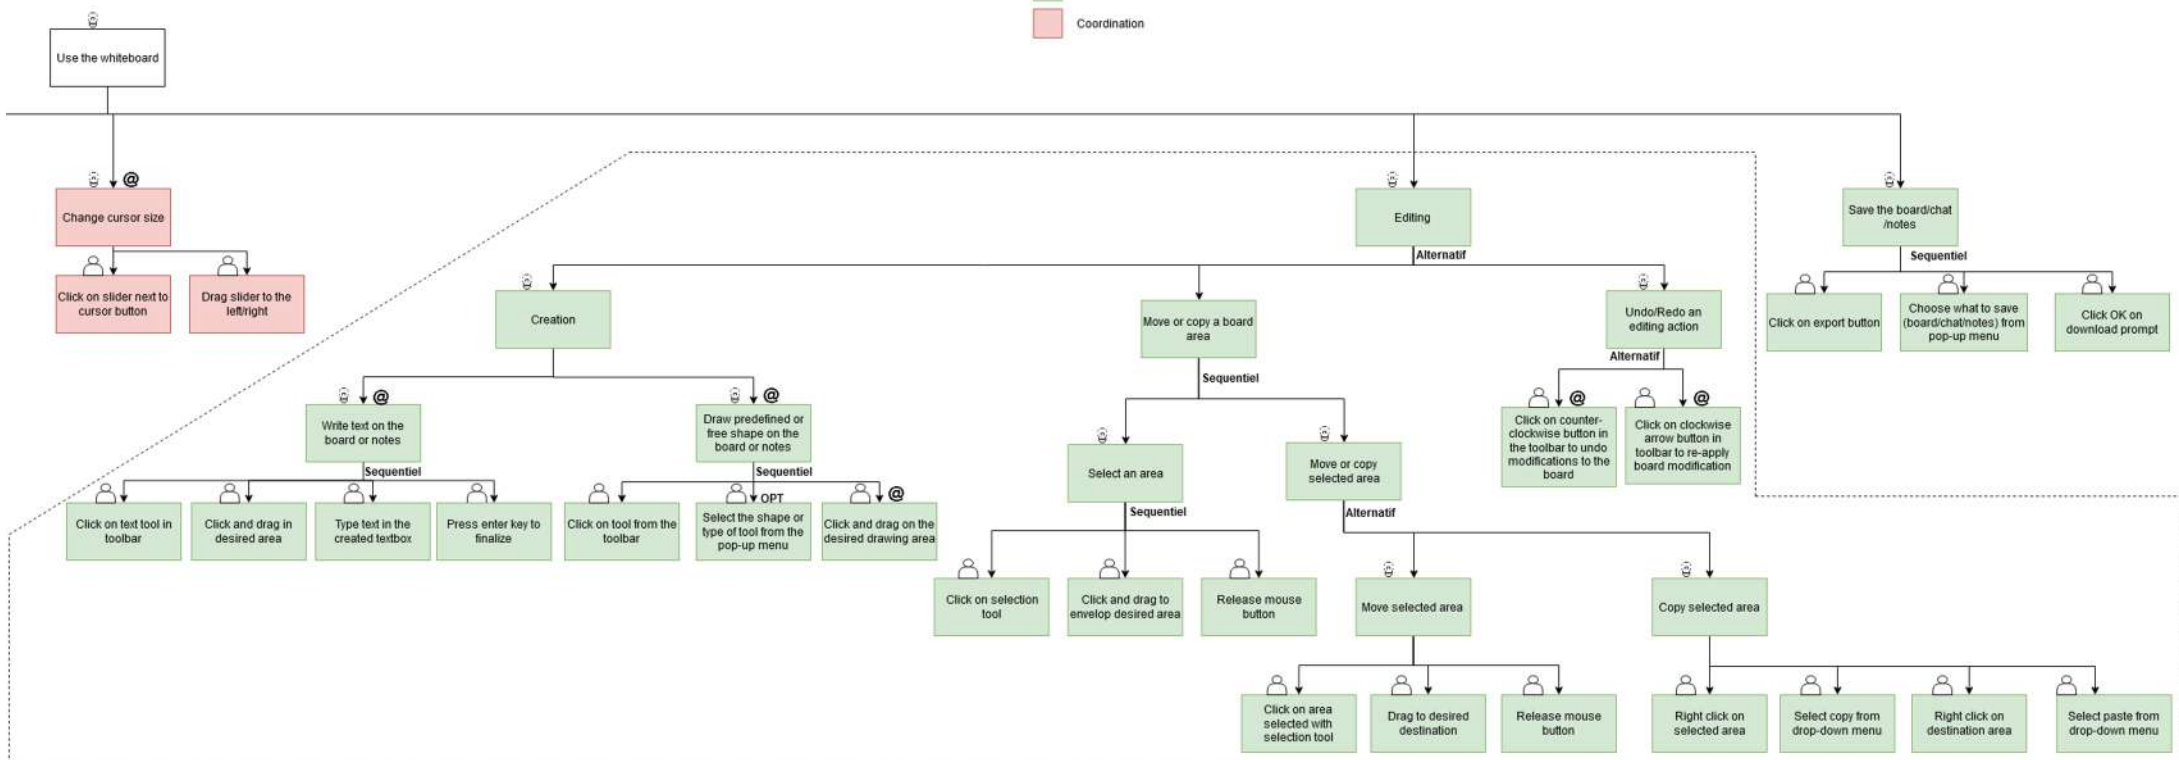 Coordination
Use the whiteboard
@
Change cursor size
Editing
Save the board/chat
/notes
Alternatif
Sequentiel
Click on slider next to
cursor button
Drag slider to the
left/right
Creation
Move or copy a board
area
Undo/Redo an
editing action
Click on export button
Choose what to save
(board/chat/notes) from
pop-up menu
Click OK on
download prompt
Alternatif
Sequentiel
@
@
@
@
Write text on the
board or notes
Draw predefined or
free shape on the
board or notes
Click on counter-
clockwise button in
the toolbar to undo
modifications to the
board
Click on clockwise
arrow button in
toolbar to re-apply
board modification
Sequentiel
Sequentiel
Select an area
Move or copy
selected area
OPT
@
Click on text tool in
toolbar
Click and drag in
desired area
Type text in the
created textbox
Press enter key to
finalize
Click on tool from the
toolbar
Select the shape or
type of tool from the
pop-up menu
Click and drag on the
desired drawing area
Sequentiel
Alternatif
Click on selection
tool
Click and drag to
envelop desired area
Release mouse
button
Move selected area
Copy selected area
Click on area
selected with
selection tool
Drag to desired
destination
Release mouse
button
Right click on
selected area
Select copy from
drop-down menu
Right click on
destination area
Select paste from
drop-down menu